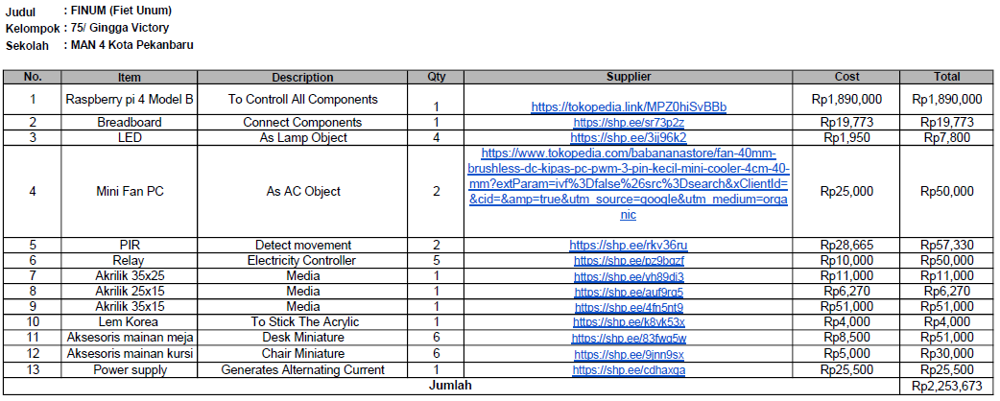 Judul : FINUM (Fiet Unum)
Kelompok : 75/ Gingga Victory
Sekolah : MAN 4 Kota Pekanbaru
No. Item Description Qty Supplier Cost Total
1 Raspberry pi 4 Model B To Controll All Components 1 https://tokopedia.link/MPZ0hiSvBBb Rp1,890,000 Rp1,890,000
2 Breadboard Connect Components 1 https://shp.ee/sr73p2z Rp19,773 Rp19,773
3 LED As Lamp Object 4 https://shp.ee/3ij96k2 Rp1,950 Rp7,800
4 Mini Fan PC As AC Object 2 https://www.tokopedia.com/babananastore/fan-40mm-
brushless-dc-kipas-pc-pwm-3-pin-kecil-mini-cooler-4cm-40-
mm?extParam=ivf%3Dfalse%26src%3Dsearch&xClientId=
&cid=&amp=true&utm_source=google&utm_medium=orga
nic Rp25,000 Rp50,000
5 PIR Detect movement 2 https://shp.ee/rkv36ru Rp28,665 Rp57,330
6 Relay Electricity Controller 5 https://shp.ee/pz9bqzf Rp10,000 Rp50,000
7 Akrilik 35x25 Media 1 https://shp.ee/yh89dj3 Rp11,000 Rp11,000
8 Akrilik 25x15 Media 1 https://shp.ee/auf9rg5 Rp6,270 Rp6,270
9 Akrilik 35x15 Media 1 https://shp.ee/4fn5nt9 Rp51,000 Rp51,000
10 Lem Korea To Stick The Acrylic 1 https://shp.ee/k8vk53x Rp4,000 Rp4,000
11 Aksesoris mainan meja Desk Miniature 6 https://shp.ee/83fwg5w Rp8,500 Rp51,000
12 Aksesoris mainan kursi Chair Miniature 6 https://shp.ee/9jnn9sx Rp5,000 Rp30,000
13 Power supply Generates Alternating Current 1 https://shp.ee/cdhaxga Rp25,500 Rp25,500
Jumlah Rp2,253,673